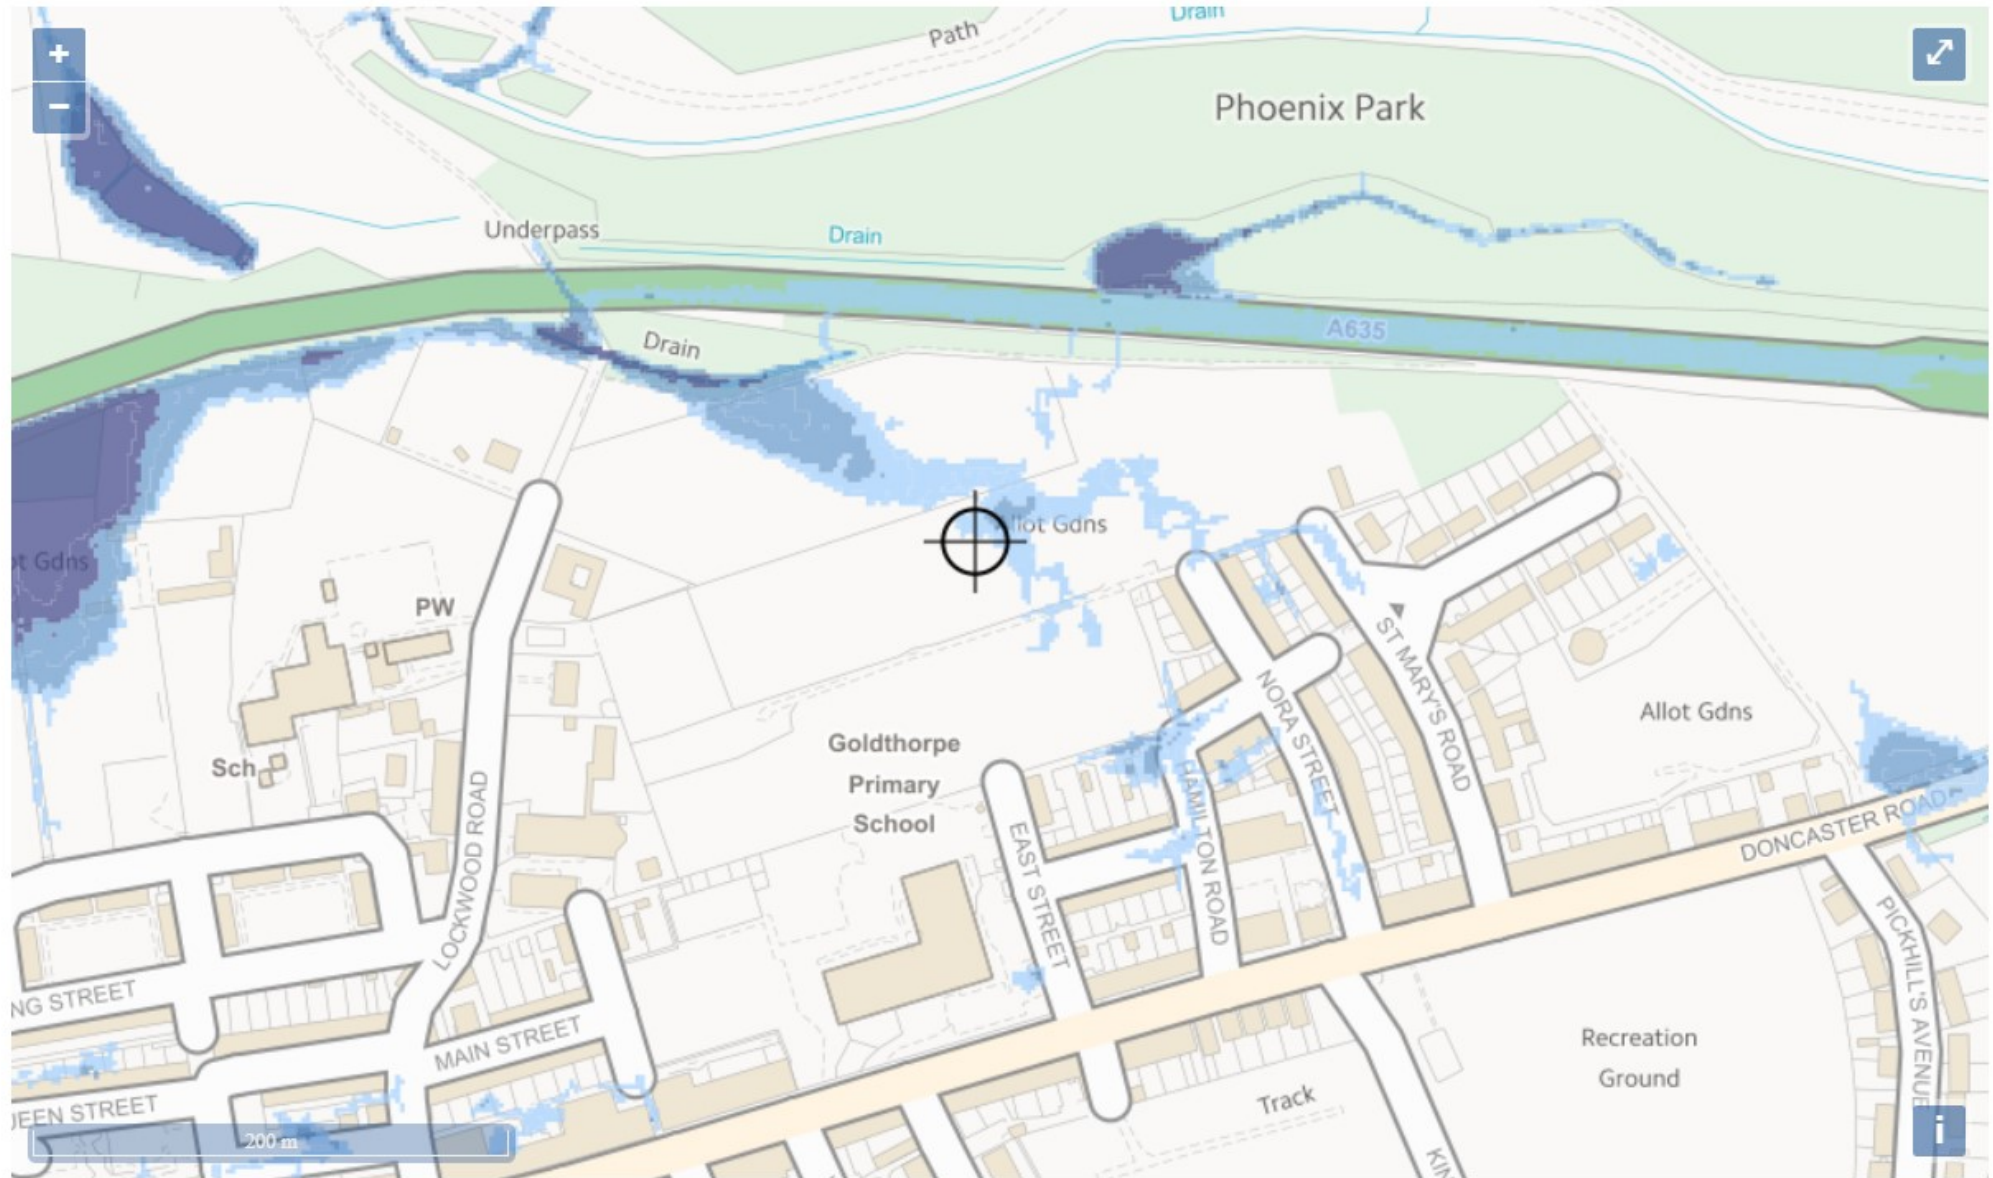 Drain
Path
+
−
Phoenix Park
Underpass
Drain
A635
Drain
Allot Gdns
ot Gdns
PW
ST MARY'S ROAD
NORA STREET
Allot Gdns
Goldthorpe
Primary
School
Sch
HAMILTON ROAD
LOCKWOOD ROAD
EAST STREET
DONCASTER ROAD
PICKHILL'S AVENUE
NG STREET
MAIN STREET
Recreation
Ground
UEEN STREET
Track
200 m
i
KIN